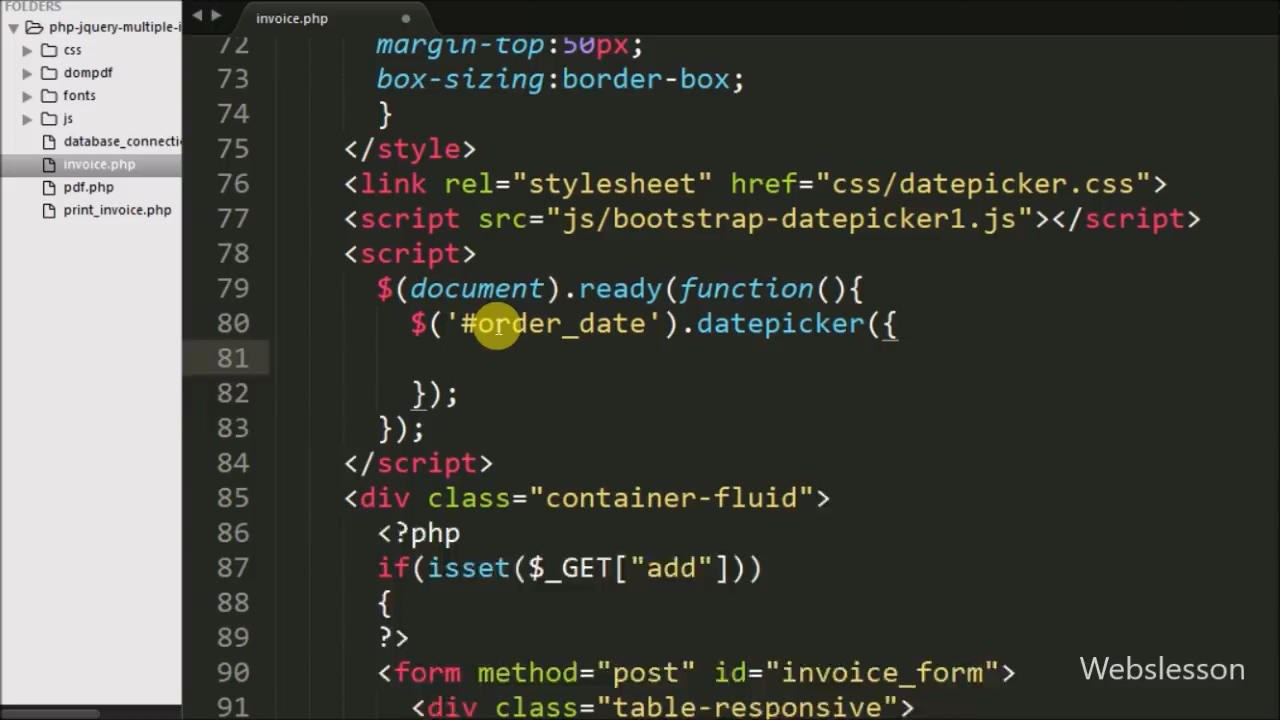 FOLDERS
php-jquery-multiple-i
css
dompdf
fonts
js
database_connecti
invoice.php
pdf.php
print_invoice.php
invoice.php
72 margin-top:50px;
73 box-sizing:border-box;
74 }
75 </style>
76 <link rel="stylesheet" href="css/datepicker.css">
77 <script src="js/bootstrap-datepicker1.js"></script>
78 <script>
79 $(document).ready(function(){
80 $('#order_date').datepicker({
81
82 });
83 });
84 </script>
85 <div class="container-fluid">
86 <?php
87 if(isset($_GET["add"]))
88 {
89 ?>
90 <form method="post" id="invoice_form">
91 <div class="table-responsive">
Webslesson